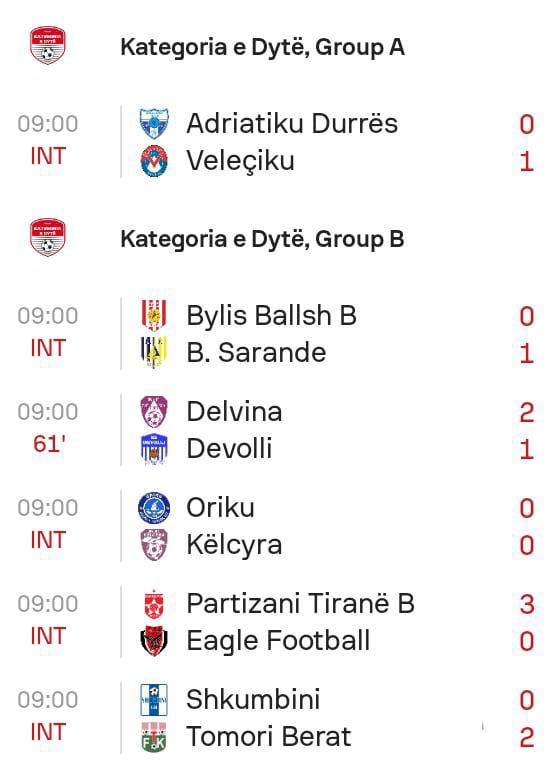 Kategoria e Dytë, Group A
09:00 Adriatiku Durrës 0
INT Veleçiku 1
Kategoria e Dytë, Group B
09:00 Bylis Ballsh B 0
INT B. Sarande 1
09:00 Delvina 2
61' Devolli 1
09:00 Oriku 0
INT Këlcyra 0
09:00 Partizani Tiranë B 3
INT Eagle Football 0
09:00 Shkumbini 0
INT Tomori Berat 2